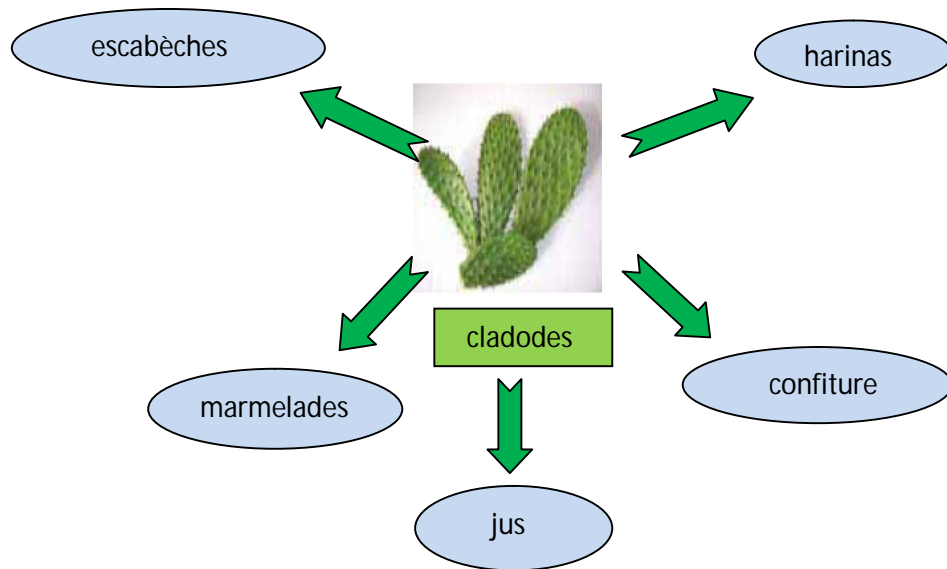 escabèches
harinas
cladodes
marmelades
confiture
jus